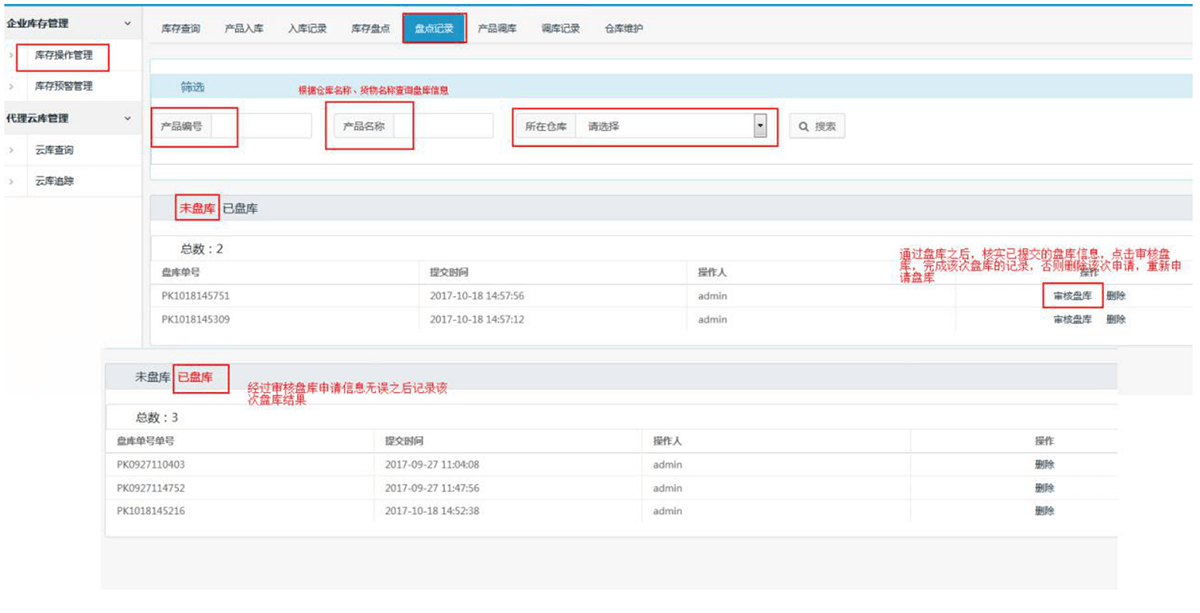 企业库存管理
库存操作管理
库存预警管理
代理云库管理
云库查询
云库追踪
库存查询 产品入库 入库记录 库存盘点 盘点记录 产品调库 调库记录 仓库维护
筛选
根据仓库名称、货物名称查询盘库信息
产品编号 产品名称 所在仓库 请选择 搜索
未盘库 已盘库
总数：2
通过盘库之后，核实已提交的盘库信息，点击审核盘
库，完成该次盘库的记录，否则删除该次申请，重新申
请盘库
盘库单号 提交时间 操作人 操作
PK1018145751 2017-10-18 14:57:56 admin 审核盘库 删除
PK1018145309 2017-10-18 14:57:12 admin 审核盘库 删除
未盘库 已盘库
经过审核盘库申请信息无误之后记录该
次盘库结果
总数：3
盘库单号单号 提交时间 操作人 操作
PK0927110403 2017-09-27 11:04:08 admin 删除
PK0927114752 2017-09-27 11:47:56 admin 删除
PK1018145216 2017-10-18 14:52:38 admin 删除